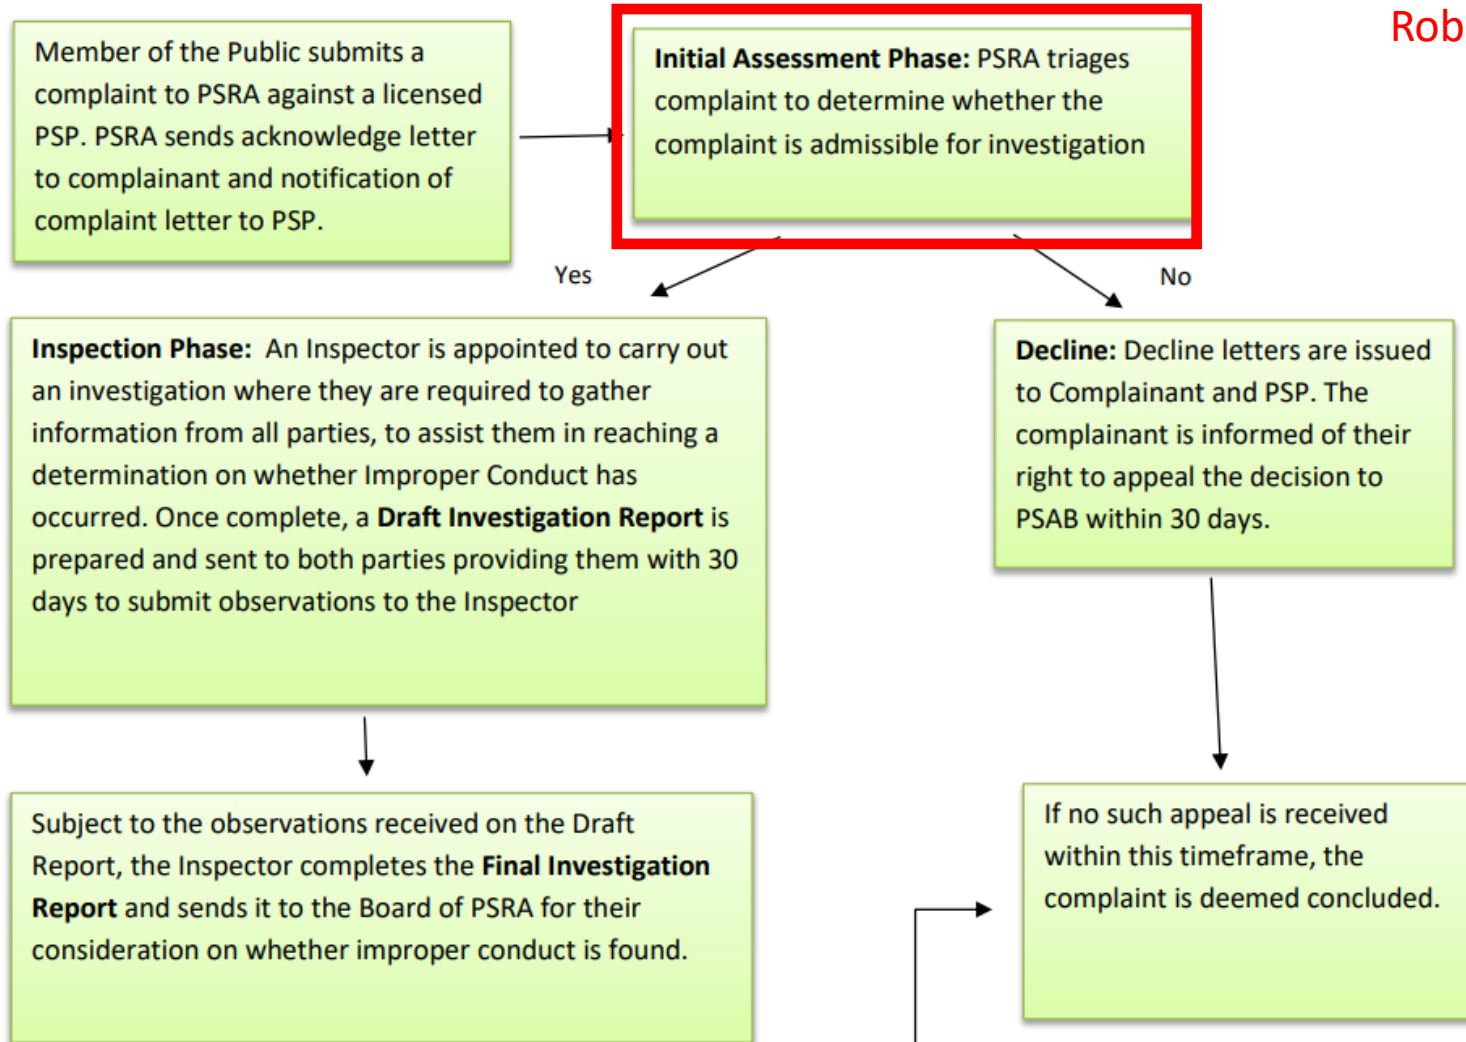 Rob
Member of the Public submits a
complaint to PSRA against a licensed
PSP. PSRA sends acknowledge letter
to complainant and notification of
complaint letter to PSP.
Initial Assessment Phase: PSRA triages
complaint to determine whether the
complaint is admissible for investigation
Yes
No
Inspection Phase:  An Inspector is appointed to carry out
an investigation where they are required to gather
information from all parties, to assist them in reaching a
determination on whether Improper Conduct has
occurred. Once complete, a Draft Investigation Report is
prepared and sent to both parties providing them with 30
days to submit observations to the Inspector
Decline: Decline letters are issued
to Complainant and PSP. The
complainant is informed of their
right to appeal the decision to
PSAB within 30 days.
Subject to the observations received on the Draft
Report, the Inspector completes the Final Investigation
Report and sends it to the Board of PSRA for their
consideration on whether improper conduct is found.
If no such appeal is received
within this timeframe, the
complaint is deemed concluded.